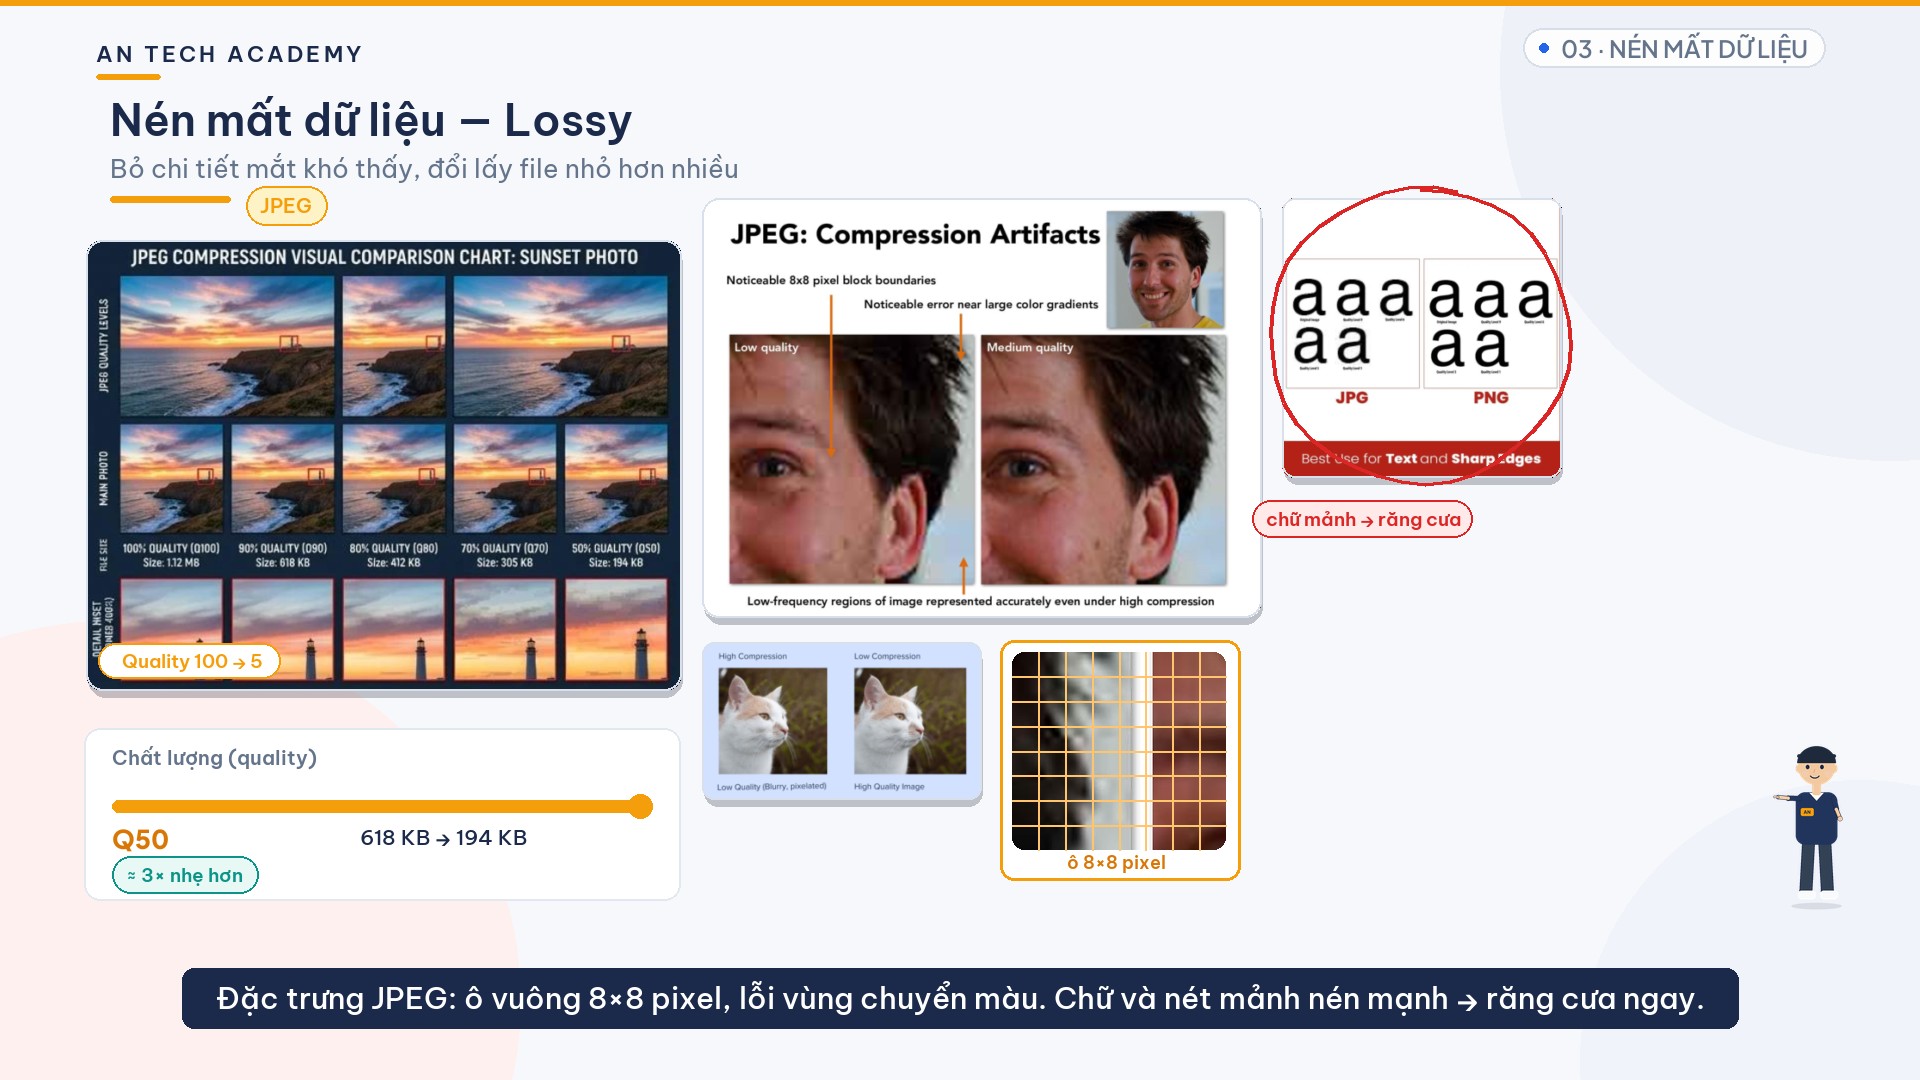 AN TECH ACADEMY
03 · NÉN MẤT DỮ LIỆU
Nén mất dữ liệu — Lossy
Bỏ chi tiết mắt khó thấy, đổi lấy file nhỏ hơn nhiều
JPEG
JPEG COMPRESSION VISUAL COMPARISON CHART: SUNSET PHOTO
JPEG QUALITY LEVELS
MAIN PHOTO
FILE SIZE
100% QUALITY (Q100)
Size: 1.12 MB
90% QUALITY (Q90)
Size: 618 KB
80% QUALITY (Q80)
Size: 412 KB
70% QUALITY (Q70)
Size: 305 KB
50% QUALITY (Q50)
Size: 194 KB
Quality 100 → 5
Chất lượng (quality)
Q50
618 KB → 194 KB
≈ 3× nhẹ hơn
JPEG: Compression Artifacts
Noticeable 8x8 pixel block boundaries
Noticeable error near large color gradients
Low quality
Medium quality
Low-frequency regions of image represented accurately even under high compression
High Compression
Low Compression
Low Quality (Blurry, pixelated)
High Quality Image
ô 8×8 pixel
a a a
a a
JPG
a a a
a a
PNG
Best Use for Text and Sharp Edges
chữ mảnh → răng cưa
AN
Đặc trưng JPEG: ô vuông 8×8 pixel, lỗi vùng chuyển màu. Chữ và nét mảnh nén mạnh → răng cưa ngay.